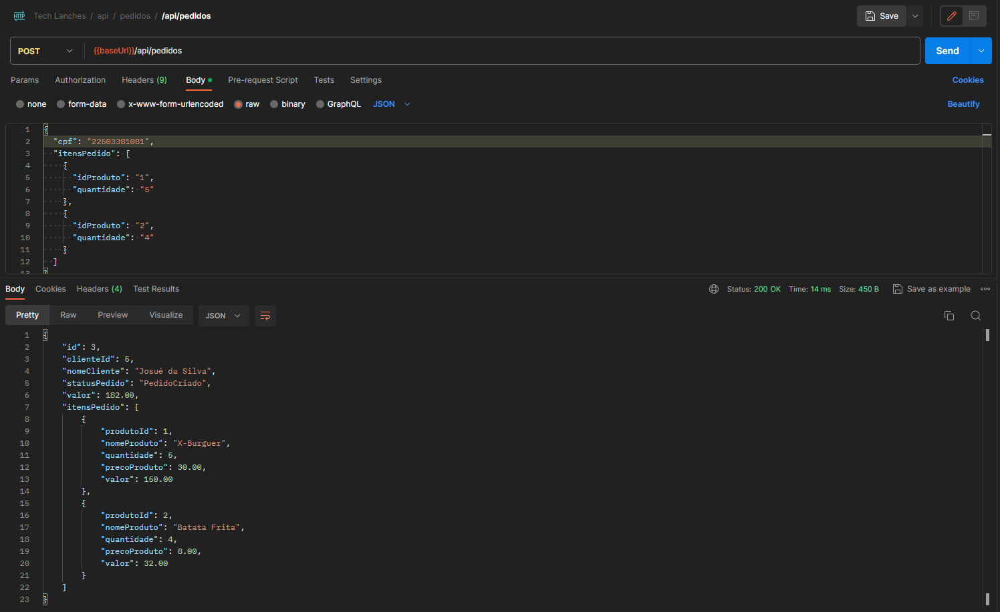 HTTP Tech Lanches / api / pedidos / /api/pedidos Save
POST {{baseUrl}}/api/pedidos Send
Params Authorization Headers (9) Body Pre-request Script Tests Settings Cookies
none form-data x-www-form-urlencoded raw binary GraphQL JSON Beautify
1 {
2 "cpf": "22503381081",
3 "itensPedido": [
4 {
5 "idProduto": "1",
6 "quantidade": "5"
7 },
8 {
9 "idProduto": "2",
10 "quantidade": "4"
11 }
12 ]
13 }
Body Cookies Headers (4) Test Results Status: 200 OK Time: 14 ms Size: 450 B Save as example
Pretty Raw Preview Visualize JSON
1 {
2 "id": 3,
3 "clienteId": 5,
4 "nomeCliente": "Josué da Silva",
5 "statusPedido": "PedidoCriado",
6 "valor": 182.00,
7 "itensPedido": [
8 {
9 "produtoId": 1,
10 "nomeProduto": "X-Burguer",
11 "quantidade": 5,
12 "precoProduto": 30.00,
13 "valor": 150.00
14 },
15 {
16 "produtoId": 2,
17 "nomeProduto": "Batata Frita",
18 "quantidade": 4,
19 "precoProduto": 8.00,
20 "valor": 32.00
21 }
22 ]
23 }